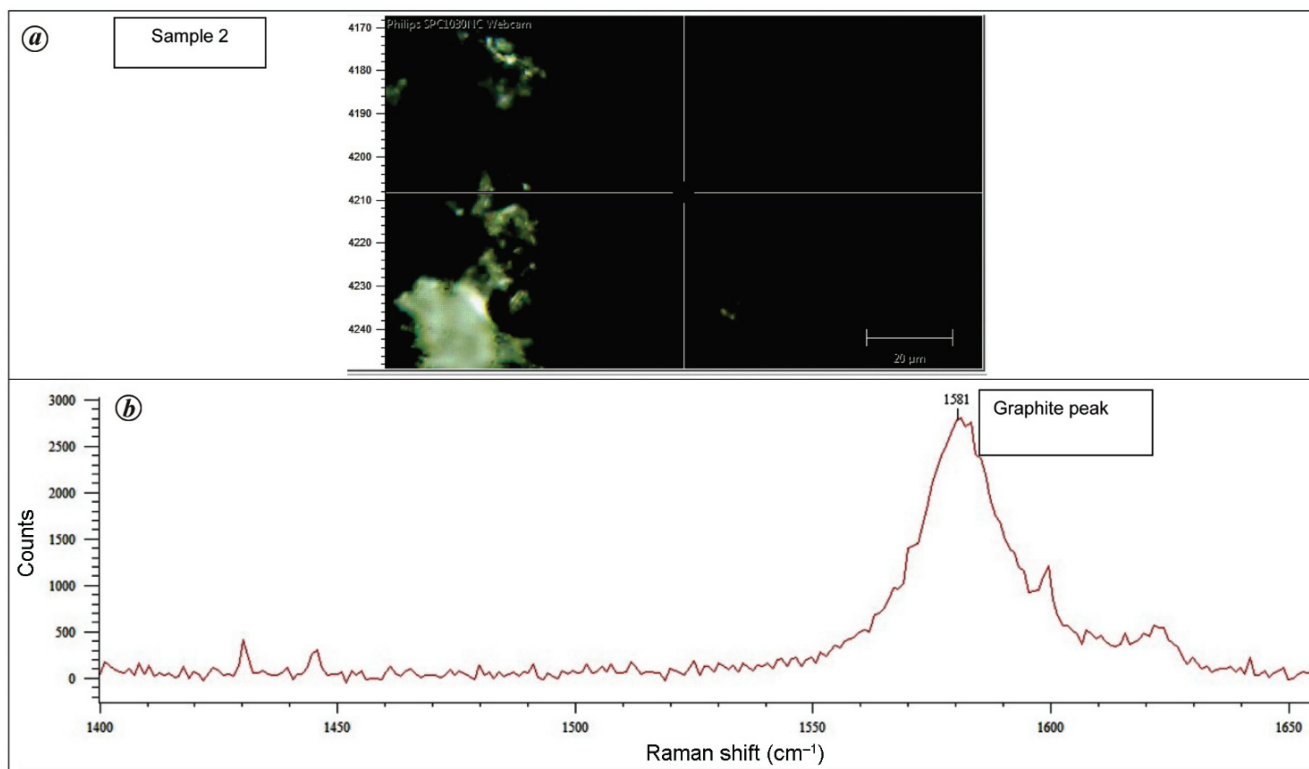 a
Sample 2
Philips SPC1030NC Webcam
4170
4180
4190
4200
4210
4220
4230
4240
20 µm
b
3000
2500
2000
1500
1000
500
0
Counts
1581
Graphite peak
1400
1450
1500
1550
1600
1650
Raman shift (cm⁻¹)